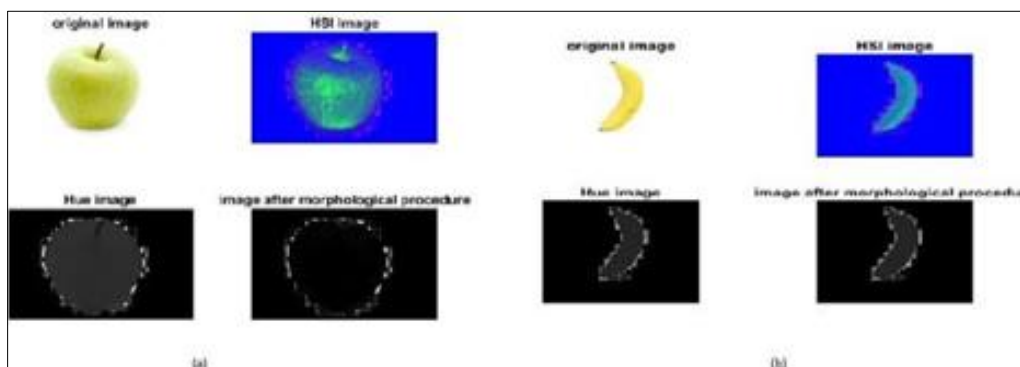 original image
HSI image
Hue image
image after morphological procedure
(a)
original image
HSI image
Hue image
image after morphological procedu
(b)